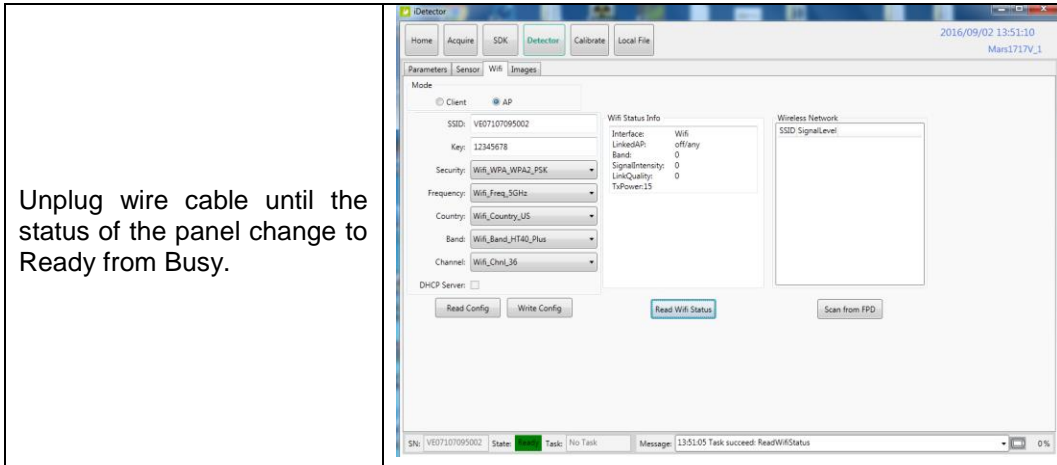 Unplug wire cable until the
status of the panel change to
Ready from Busy.
iDetector
Home Acquire SDK Detector Calibrate Local File
2016/09/02 13:51:10
Mars1717V_1
Parameters Sensor Wifi Images
Mode
Client AP
SSID: VE07107095002
Key: 12345678
Security: Wifi_WPA_WPA2_PSK
Frequency: Wifi_Freq_5GHz
Country: Wifi_Country_US
Band: Wifi_Band_HT40_Plus
Channel: Wifi_Chnl_36
DHCP Server:
Read Config Write Config
Wifi Status Info
Interface: Wifi
LinkedAP: off/any
Band: 0
SignalIntensity: 0
LinkQuality: 0
TxPower:15
Read Wifi Status
Wireless Network
SSID SignalLevel
Scan from FPD
SN: VE07107095002 State: Ready Task: No Task Message: 13:51:05 Task succeed: ReadWifiStatus 0%